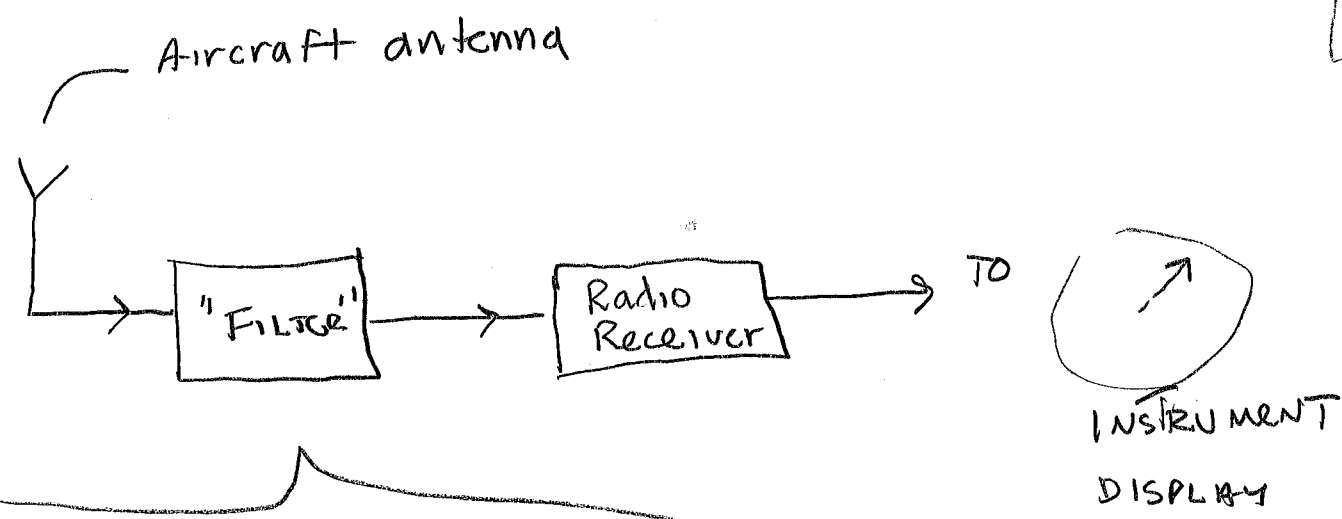 Aircraft antenna
"FILTER"
Radio
Receiver
TO
INSTRUMENT
DISPLAY